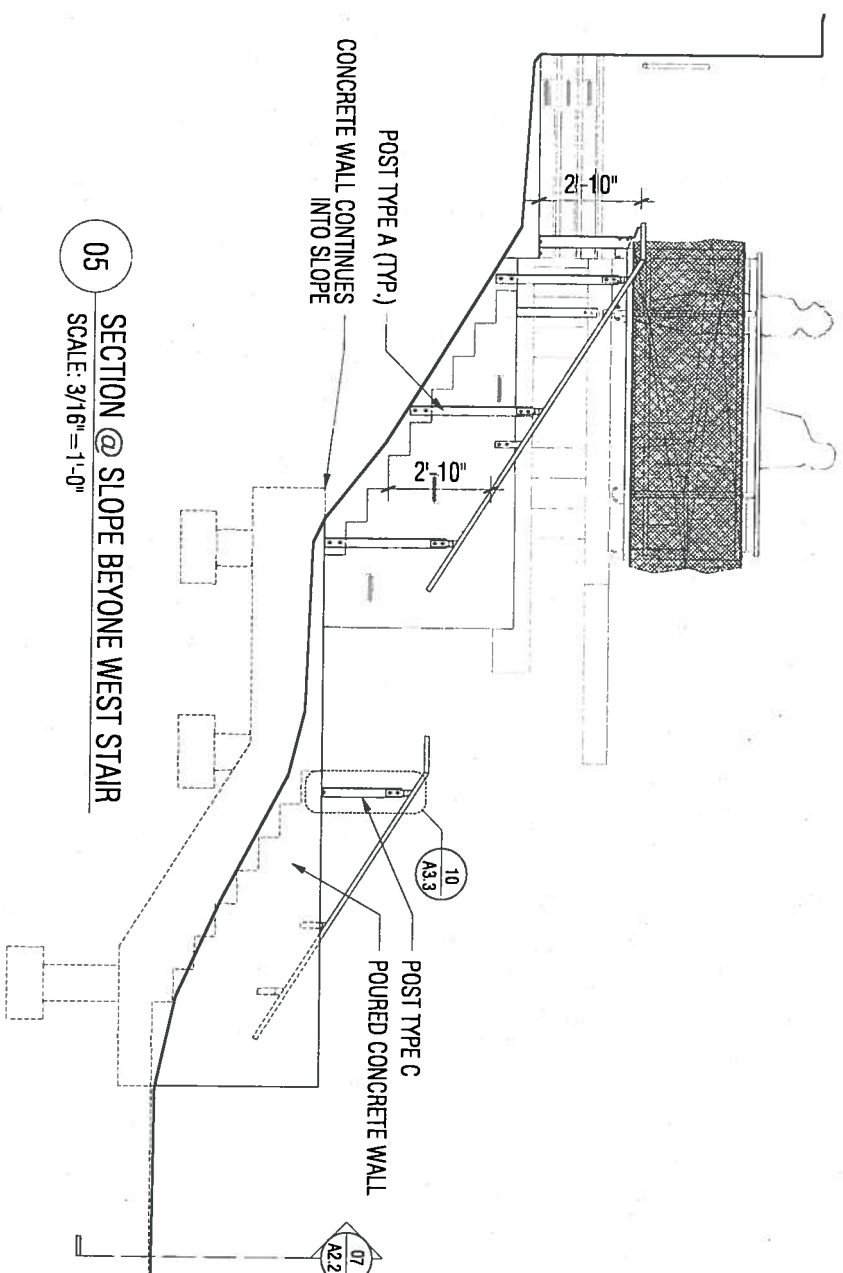 2'-10"
POST TYPE A (TYP.)
CONCRETE WALL CONTINUES
INTO SLOPE
2'-10"
10
A3.3
POST TYPE C
POURED CONCRETE WALL
07
A2.2
05
SECTION @ SLOPE BEYONE WEST STAIR
SCALE: 3/16"=1'-0"